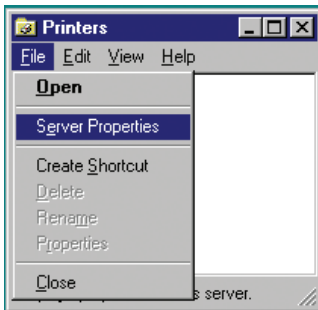 Printers
File Edit View Help
Open
Server Properties
Create Shortcut
Delete
Rename
Properties
Close
s server.